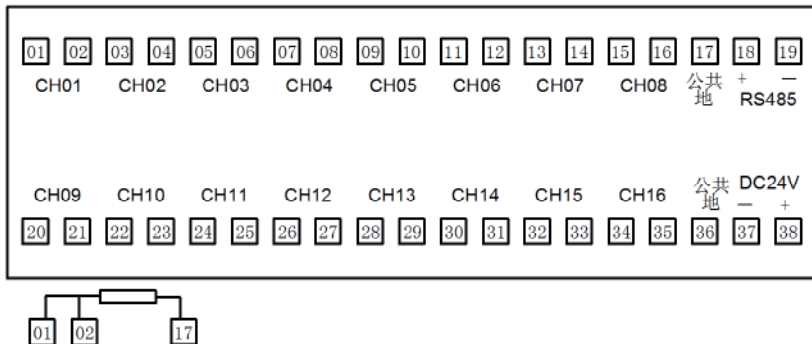 01 02 03 04 05 06 07 08 09 10 11 12 13 14 15 16 17 18 19
CH01 CH02 CH03 CH04 CH05 CH06 CH07 CH08 公共地 + — RS485
CH09 CH10 CH11 CH12 CH13 CH14 CH15 CH16 公共地 DC24V — +
20 21 22 23 24 25 26 27 28 29 30 31 32 33 34 35 36 37 38
01 02 17